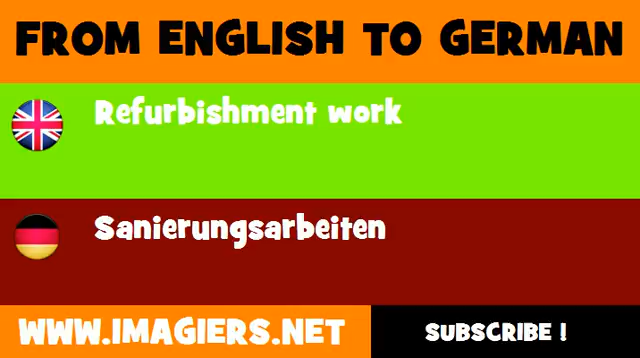 FROM ENGLISH TO GERMAN
Refurbishment work
Sanierungsarbeiten
WWW.IMAGIERS.NET
SUBSCRIBE !